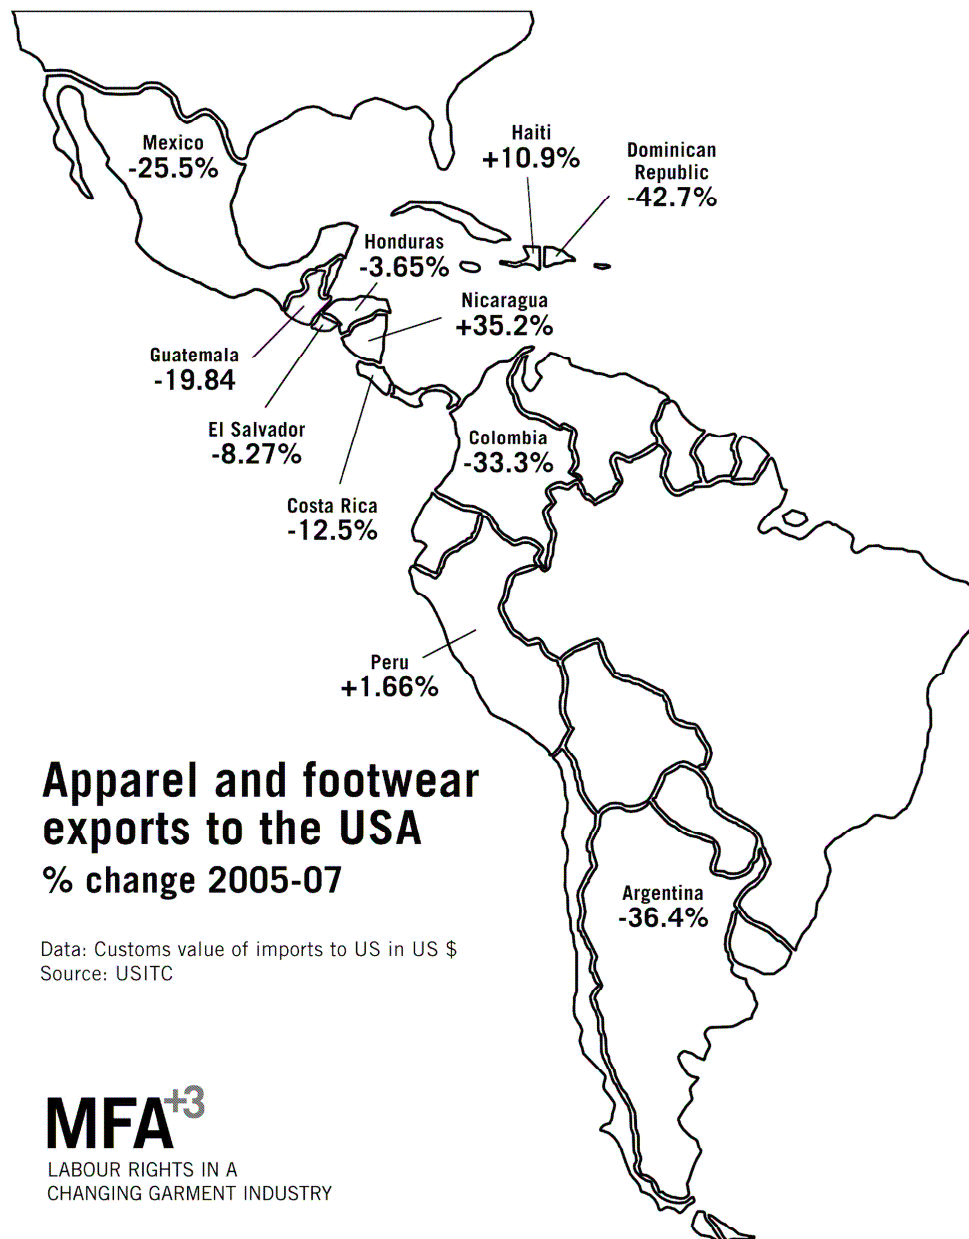 Mexico
-25.5%
Haiti
+10.9%
Dominican
Republic
-42.7%
Honduras
-3.65%
Nicaragua
+35.2%
Guatemala
-19.84
El Salvador
-8.27%
Costa Rica
-12.5%
Colombia
-33.3%
Peru
+1.66%
Apparel and footwear
exports to the USA
% change 2005-07
Argentina
-36.4%
Data: Customs value of imports to US in US $
Source: USITC
MFA+3
LABOUR RIGHTS IN A
CHANGING GARMENT INDUSTRY